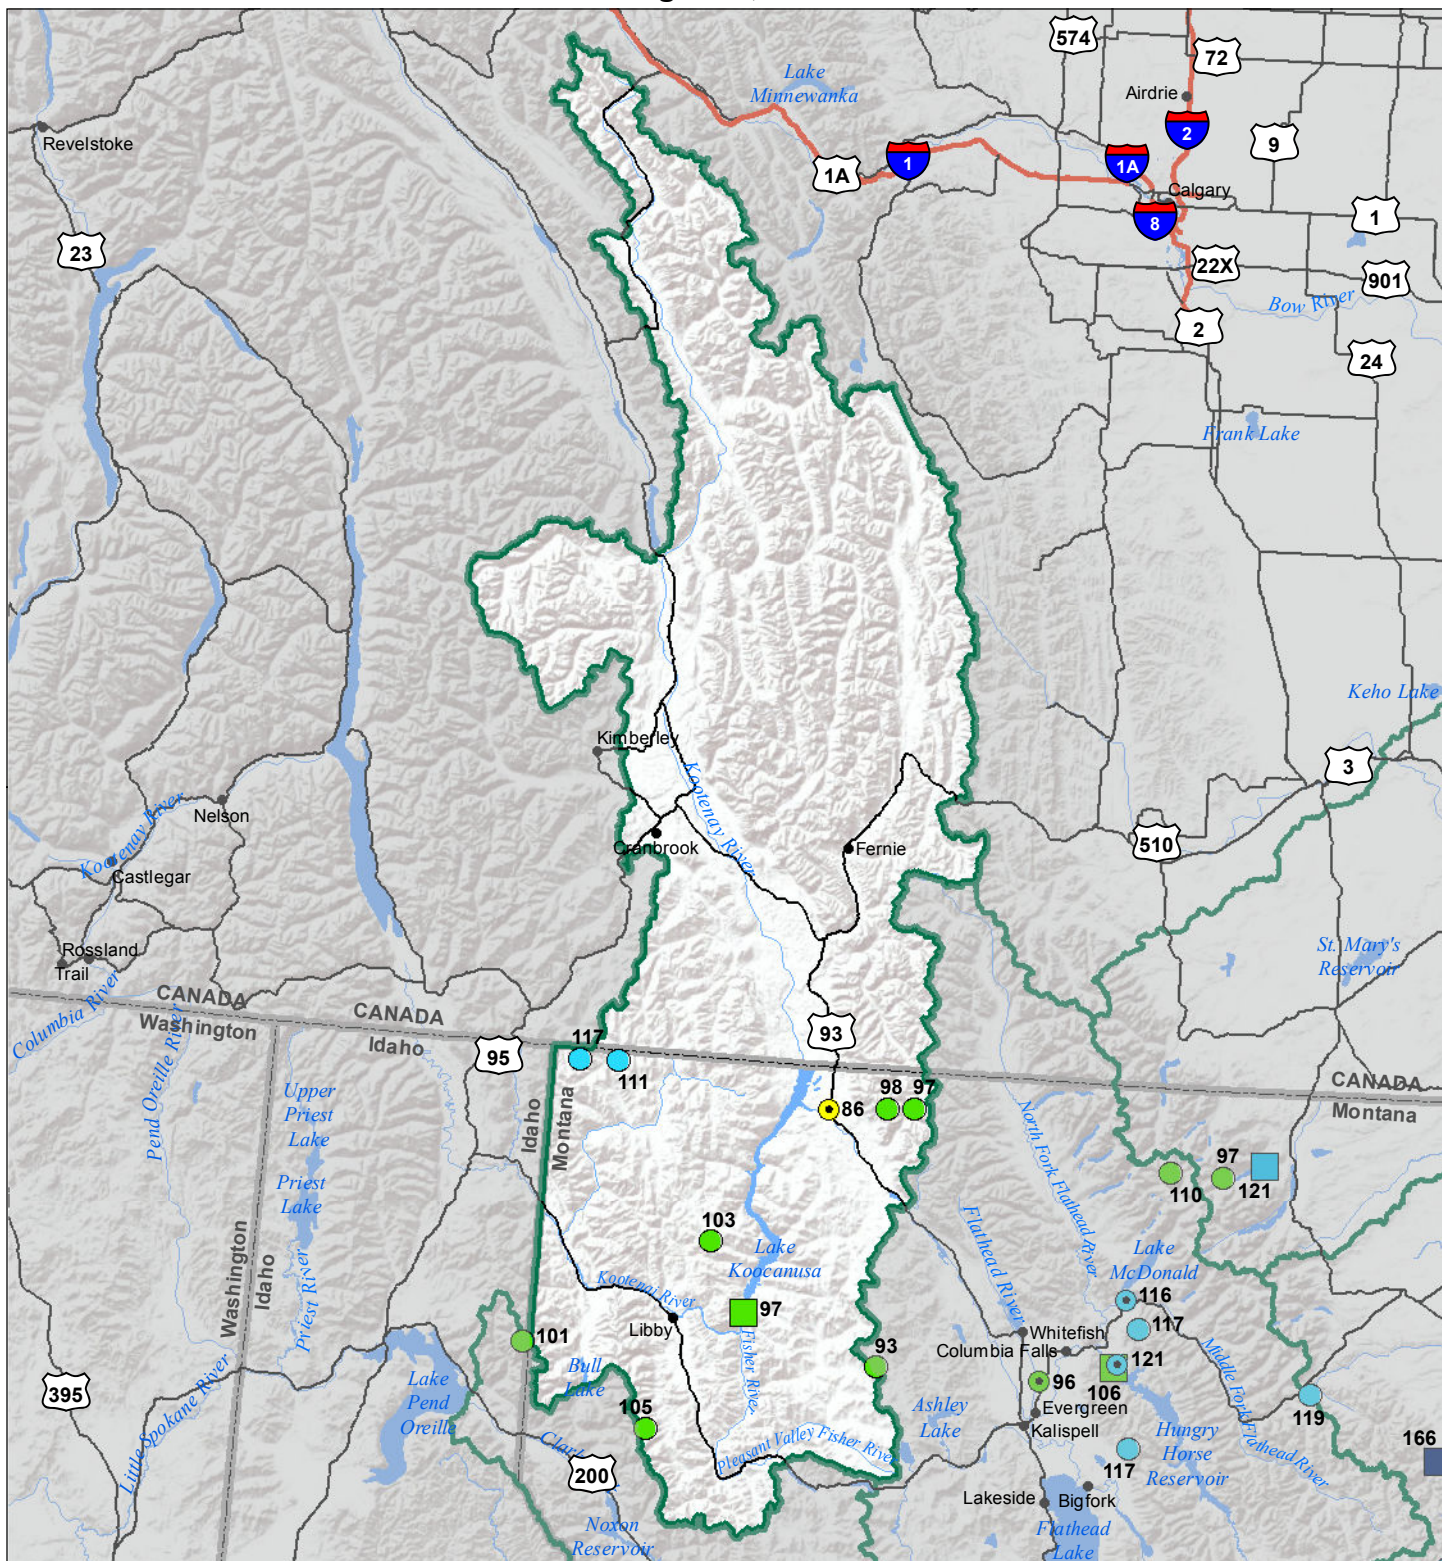 574
72
Lake
Minnewanka
Airdrie
2
9
Revelstoke
1
1A
1A
Calgary
8
1
23
22X
901
Bow River
2
24
Frank Lake
Keho Lake
Kimberley
3
Kootenay River
Nelson
Kootenay River
Cranbrook
Fernie
510
Castlegar
Rossland
Trail
St. Mary's
Reservoir
Columbia River
CANADA
Washington
CANADA
Idaho
93
95
117
111
CANADA
Montana
Pend Oreille River
Upper
Priest
Lake
Idaho
Montana
86
98
97
North Fork Flathead River
Priest
Lake
110
97
121
103
Lake
Koocanusa
Flathead River
Lake
McDonald
Washington
Idaho
Priest River
Kootenai River
97
116
Libby
Fisher River
Whitefish
117
101
Columbia Falls
93
Middle Fork Flathead River
Bull
Lake
121
395
Lake
Pend
Oreille
96
106
119
Ashley
Lake
Evergreen
105
Kalispell
Hungry
Horse
Reservoir
Little Spokane River
Clark
Pleasant Valley Fisher River
166
200
117
Lakeside
Bigfork
Noxon
Reservoir
Flathead
Lake